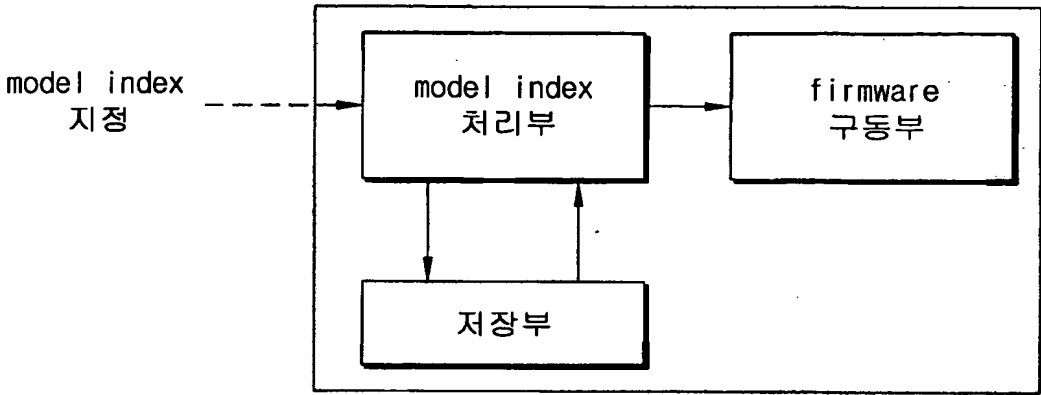 model index
지정
model index
처리부
firmware
구동부
저장부